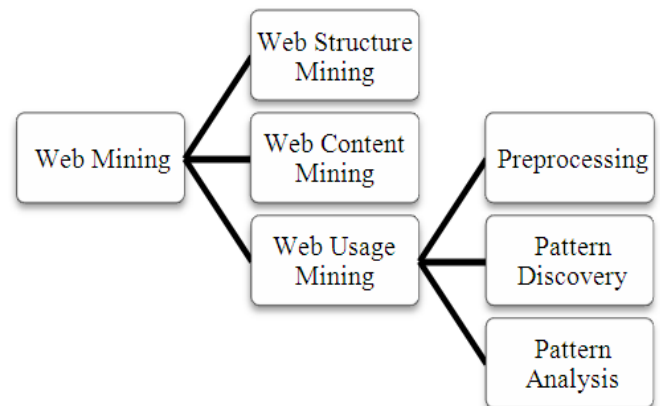 Web Structure
Mining
Web Mining
Web Content
Mining
Preprocessing
Web Usage
Mining
Pattern
Discovery
Pattern
Analysis